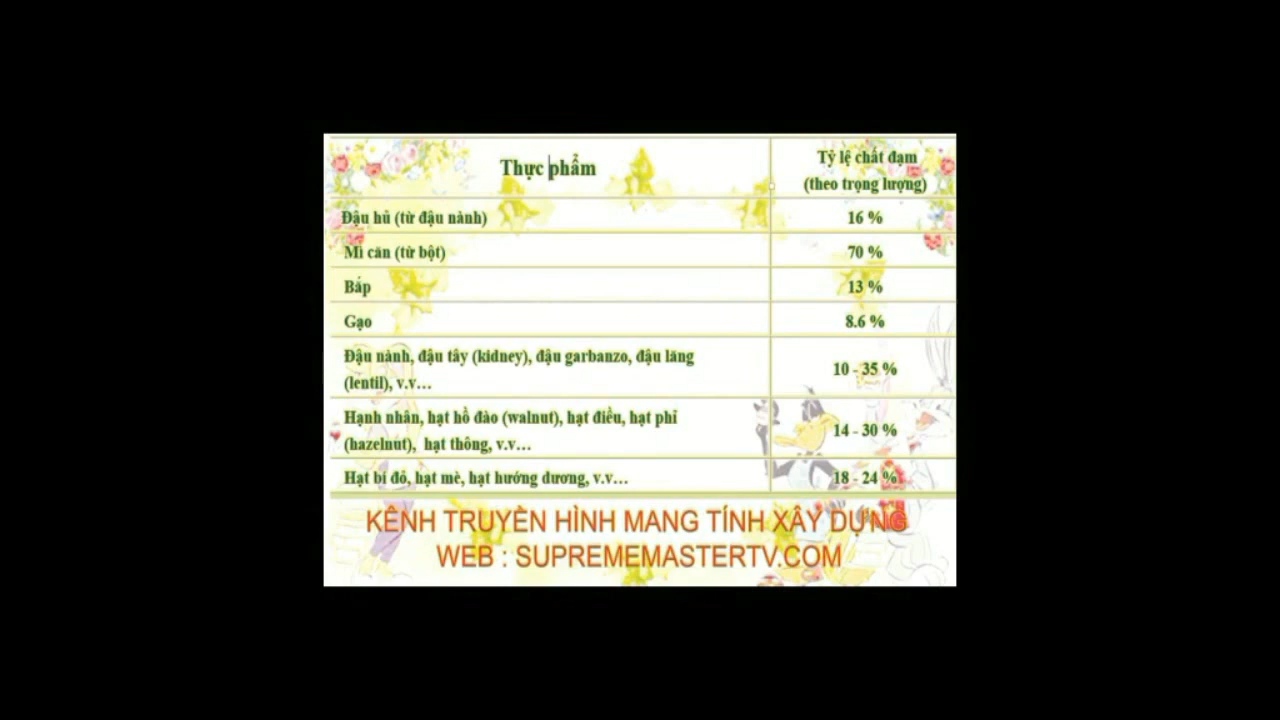 Thực phẩm
Tỷ lệ chất đạm
(theo trọng lượng)
Đậu hủ (từ đậu nành)
16 %
Mì căn (từ bột)
70 %
Bắp
13 %
Gạo
8.6 %
Đậu nành, đậu tây (kidney), đậu garbanzo, đậu lăng
(lentil), v.v…
10 - 35 %
Hạnh nhân, hạt hồ đào (walnut), hạt điều, hạt phỉ
(hazelnut), hạt thông, v.v…
14 - 30 %
Hạt bí đỏ, hạt mè, hạt hướng dương, v.v…
18 - 24 %
KÊNH TRUYỀN HÌNH MANG TÍNH XÂY DỰNG
WEB : SUPREMEMASTERTV.COM